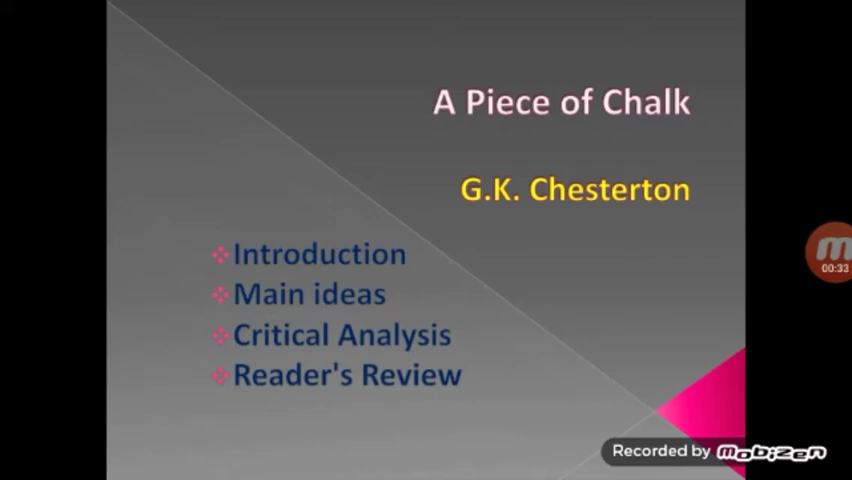 A Piece of Chalk
G.K. Chesterton
Introduction
Main ideas
Critical Analysis
Reader's Review
00:33
Recorded by mobizen